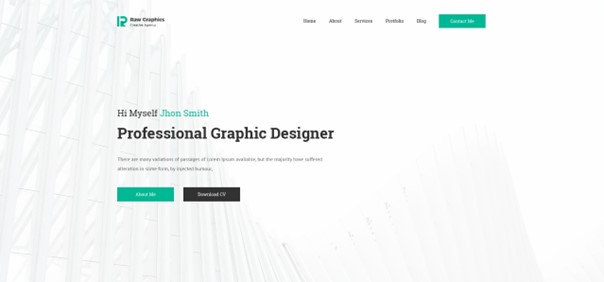 Raw Graphics
Creative Agency
Home About Services Portfolio Blog Contact Me
Hi Myself Jhon Smith
Professional Graphic Designer
There are many variations of passages of Lorem Ipsum available, but the majority have suffered
alteration in some form, by injected humour,
About Me Download CV